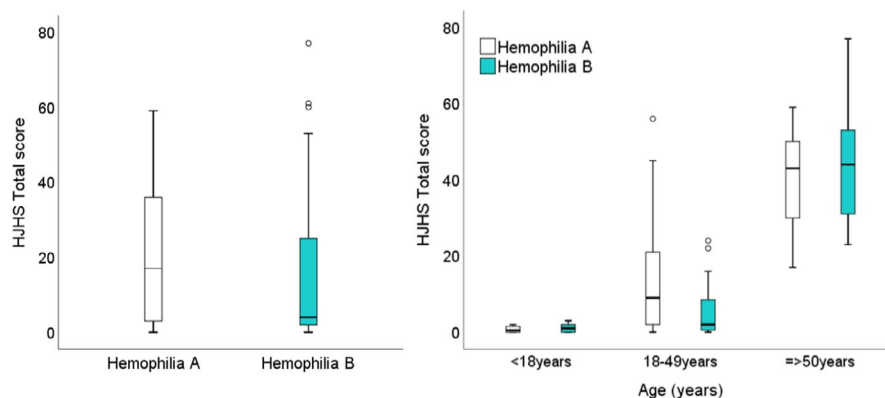 HJHS Total score
80
60
40
20
0
Hemophilia A
Hemophilia B
HJHS Total score
80
60
40
20
0
Hemophilia A
Hemophilia B
<18years
18-49years
=>50years
Age (years)